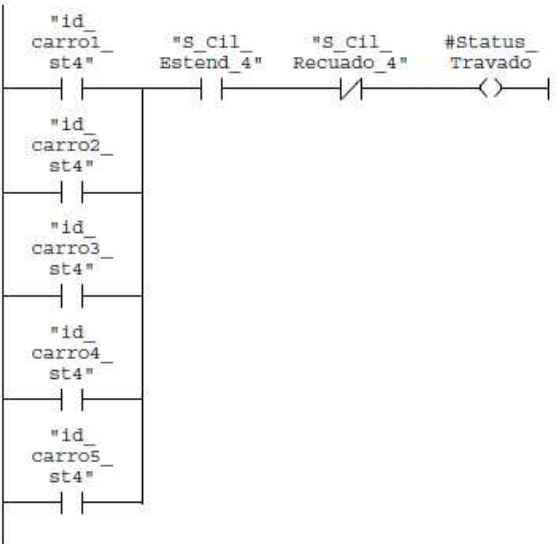 "id_
carro1_
st4"
"S_Cil_
Estend_4"
"S_Cil_
Recuado_4"
#Status_
Travado
"id_
carro2_
st4"
"id_
carro3_
st4"
"id_
carro4_
st4"
"id_
carro5_
st4"